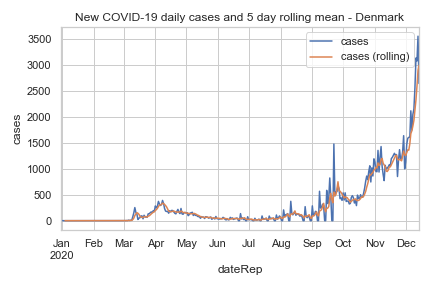 New COVID-19 daily cases and 5 day rolling mean - Denmark
cases
cases (rolling)
3500
3000
2500
2000
1500
1000
500
0
cases
Jan Feb Mar Apr May Jun Jul Aug Sep Oct Nov Dec
2020
dateRep